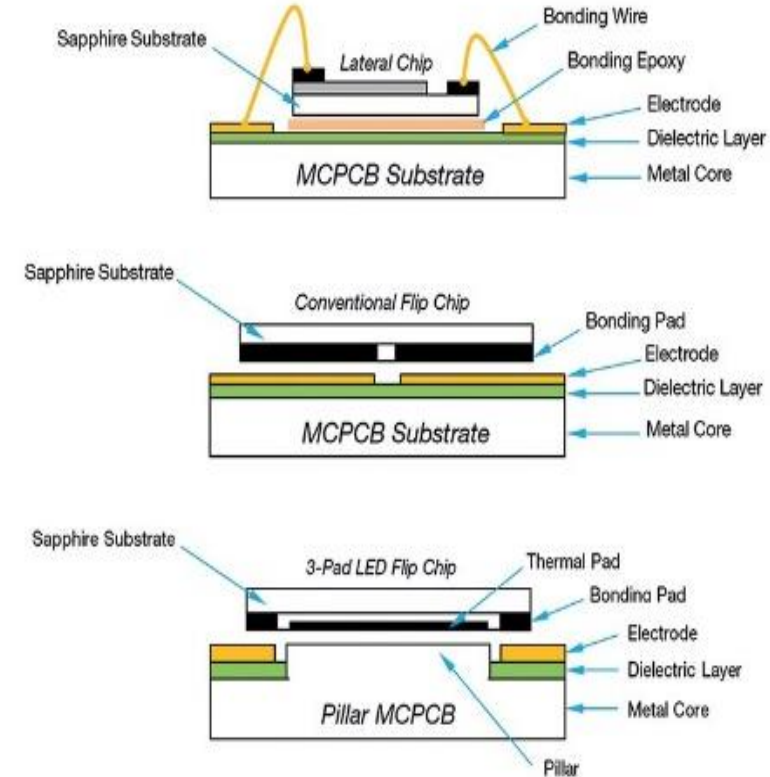 Bonding Wire
Sapphire Substrate
Lateral Chip
Bonding Epoxy
Electrode
Dielectric Layer
MCPCB Substrate
Metal Core
Sapphire Substrate
Conventional Flip Chip
Bonding Pad
Electrode
Dielectric Layer
MCPCB Substrate
Metal Core
Sapphire Substrate
3-Pad LED Flip Chip
Thermal Pad
Bonding Pad
Electrode
Dielectric Layer
Pillar MCPCB
Metal Core
Pillar